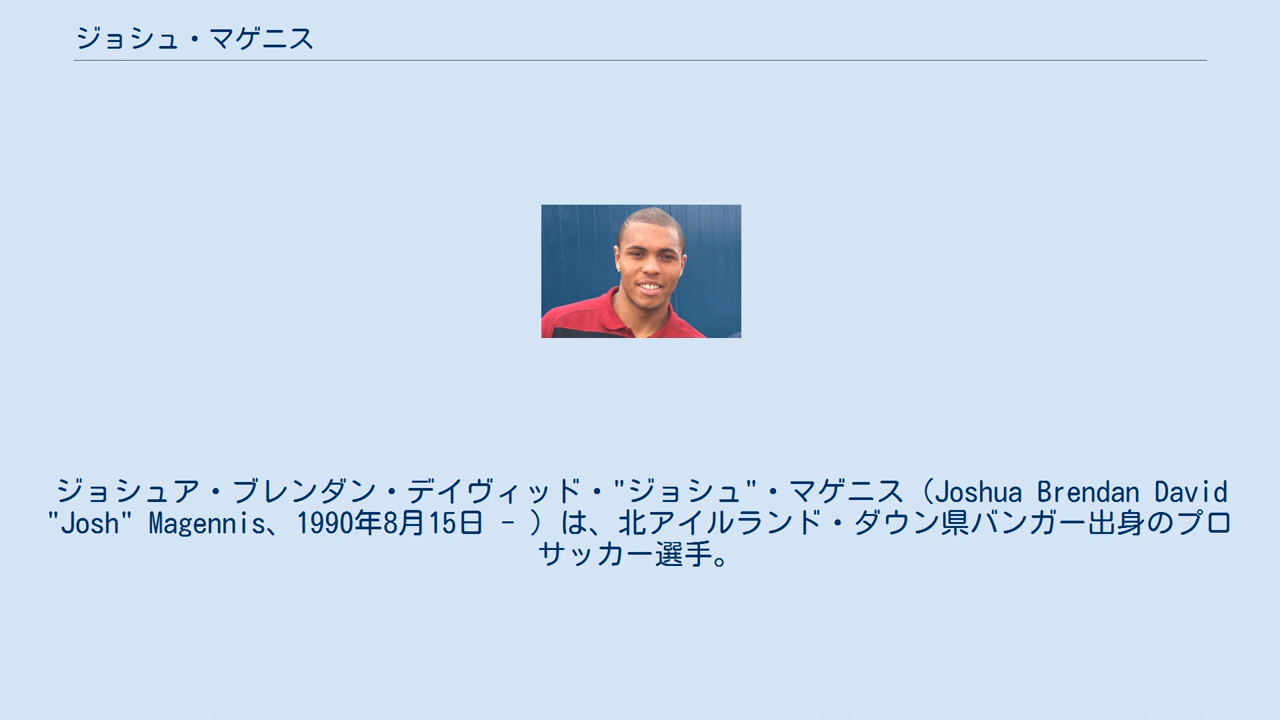 ジョシュ・マゲニス
ジョシュア・ブレンダン・デイヴィッド・"ジョシュ"・マゲニス（Joshua Brendan David
"Josh" Magennis、1990年8月15日 - ）は、北アイルランド・ダウン県バンガー出身のプロ
サッカー選手。